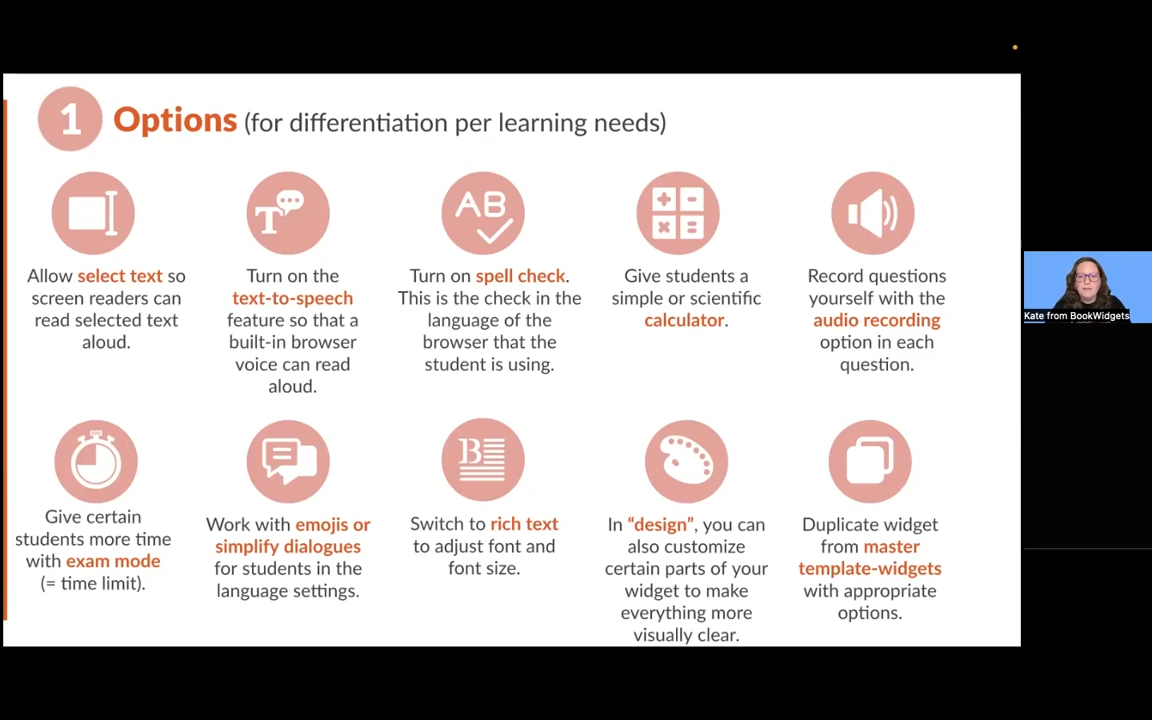 1 Options (for differentiation per learning needs)
T
AB
Allow select text so
screen readers can
read selected text
aloud.
Turn on the
text-to-speech
feature so that a
built-in browser
voice can read
aloud.
Turn on spell check.
This is the check in the
language of the
browser that the
student is using.
Give students a
simple or scientific
calculator.
Record questions
yourself with the
audio recording
option in each
question.
B
Give certain
students more time
with exam mode
(= time limit).
Work with emojis or
simplify dialogues
for students in the
language settings.
Switch to rich text
to adjust font and
font size.
In “design”, you can
also customize
certain parts of your
widget to make
everything more
visually clear.
Duplicate widget
from master
template-widgets
with appropriate
options.
Kate from BookWidgets